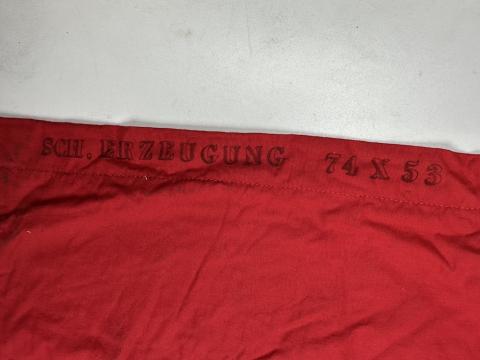 SCH. ERZEUGUNG 74 X 53